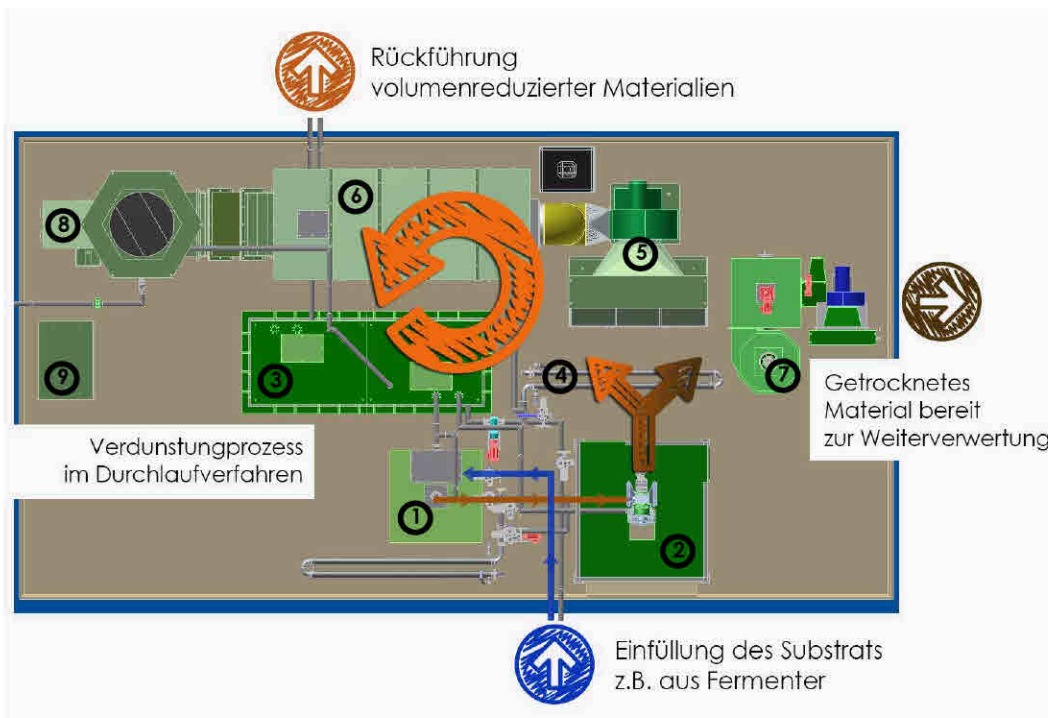 Rückführung
volumenreduzierter Materialien
6
8
5
9
3
4
7
Getrocknetes
Material bereit
zur Weiterverwertung
Verdunstungprozess
im Durchlaufverfahren
1
2
Einfüllung des Substrats
z.B. aus Fermenter